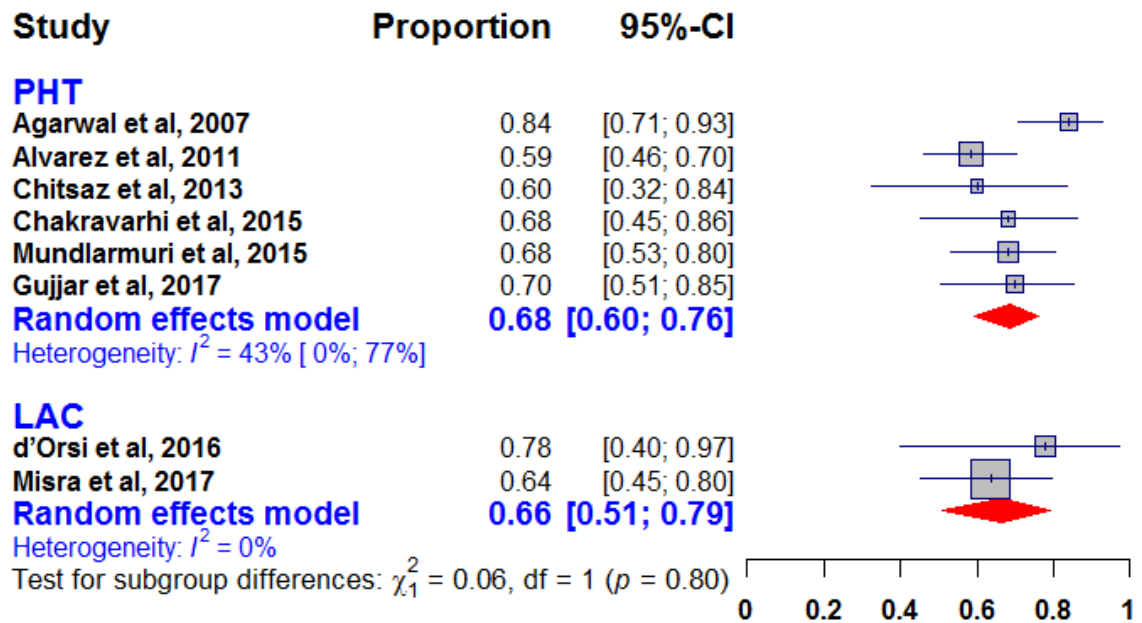 Study Proportion 95%-CI
PHT
Agarwal et al, 2007 0.84 [0.71; 0.93]
Alvarez et al, 2011 0.59 [0.46; 0.70]
Chitsaz et al, 2013 0.60 [0.32; 0.84]
Chakravarhi et al, 2015 0.68 [0.45; 0.86]
Mundlarmuri et al, 2015 0.68 [0.53; 0.80]
Gujjar et al, 2017 0.70 [0.51; 0.85]
Random effects model 0.68 [0.60; 0.76]
Heterogeneity: I² = 43% [ 0%; 77%]
LAC
d’Orsi et al, 2016 0.78 [0.40; 0.97]
Misra et al, 2017 0.64 [0.45; 0.80]
Random effects model 0.66 [0.51; 0.79]
Heterogeneity: I² = 0%
Test for subgroup differences: χ²₁ = 0.06, df = 1 (p = 0.80)
0 0.2 0.4 0.6 0.8 1